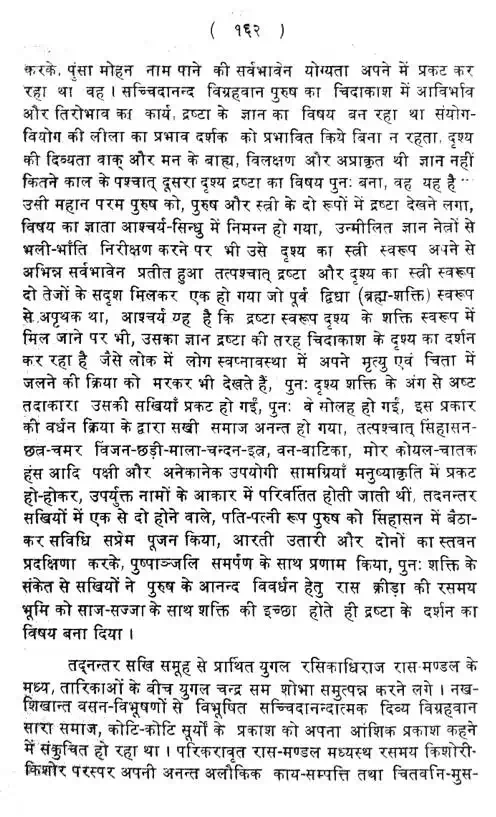 ( १६२ )
करके, पुंसा मोहन नाम पाने की सर्वभावेन योग्यता अपने में प्रकट कर
रहा था वह । सच्चिदानन्द विग्रहवान पुरुष का चिदाकाश में आविर्भाव
और तिरोभाव का कार्य, द्रष्टा के ज्ञान का विषय बन रहा था संयोग-
वियोग की लीला का प्रभाव दर्शक को प्रभावित किये बिना न रहता, दृश्य
की दिव्यता वाक् और मन के बाह्य, विलक्षण और अप्राकृत थी ज्ञान नहीं
कितने काल के पश्चात् दूसरा दृश्य द्रष्टा का विषय पुनः बना, वह यह है
उसी महान परम पुरुष को, पुरुष और स्त्री के दो रूपों में द्रष्टा देखने लगा,
विषय का ज्ञाता आश्चर्य-सिन्धु में निमग्न हो गया, उन्मीलित ज्ञान नेत्रों से
भली-भाँति निरीक्षण करने पर भी उसे दृश्य का स्त्री स्वरूप अपने से
अभिन्न सर्वभावेन प्रतीत हुआ तत्पश्चात् द्रष्टा और दृश्य का स्त्री स्वरूप
दो तेजों के सदृश मिलकर एक हो गया जो पूर्व द्विधा (ब्रह्म-शक्ति) स्वरूप
से अपृथक था, आश्चर्य यह है कि द्रष्टा स्वरूप दृश्य के शक्ति स्वरूप में
मिल जाने पर भी, उसका ज्ञान द्रष्टा की तरह चिदाकाश के दृश्य का दर्शन
कर रहा है जैसे लोक में लोग स्वप्नावस्था में अपने मृत्यु एवं चिता में
जलने की क्रिया को मरकर भी देखते हैं, पुनः दृश्य शक्ति के अंग से अष्ट
तदाकारा उसकी सखियाँ प्रकट हो गईं, पुनः वे सोलह हो गईं, इस प्रकार
की वर्धन क्रिया के द्वारा सखी समाज अनन्त हो गया, तत्पश्चात् सिंहासन-
छत्र-चमर विंजन-छड़ी-माला-चन्दन-इत्र, वन-बाटिका, मोर कोयल-चातक
हंस आदि पक्षी और अनेकानेक उपयोगी सामग्रियाँ मनुष्याकृति में प्रकट
हो-होकर, उपर्युक्त नामों के आकार में परिवर्तित होती जाती थीं, तदनन्तर
सखियों में एक से दो होने वाले, पति-पत्नी रूप पुरुष को सिंहासन में बैठा-
कर सविधि सप्रेम पूजन किया, आरती उतारी और दोनों का स्तवन
प्रदक्षिणा करके, पुष्पाञ्जलि समर्पण के साथ प्रणाम किया, पुनः शक्ति के
संकेत से सखियों ने पुरुष के आनन्द विवर्धन हेतु रास क्रीड़ा की रसमय
भूमि को साज-सज्जा के साथ शक्ति की इच्छा होते ही द्रष्टा के दर्शन का
विषय बना दिया ।
तद्नन्तर सखि समूह से प्रार्थित युगल रसिकाधिराज रास-मण्डल के
मध्य, तारिकाओं के बीच युगल चन्द्र सम शोभा समुत्पन्न करने लगे । नख-
शिखान्त वसन-विभूषणों से विभूषित सच्चिदानन्दात्मक दिव्य विग्रहवान
सारा समाज, कोटि-कोटि सूर्यों के प्रकाश को अपना आंशिक प्रकाश कहने
में संकुचित हो रहा था । परिकरावृत रास-मण्डल मध्यस्थ रसमय किशोरी-
किशोर परस्पर अपनी अनन्त अलौकिक काय-सम्पत्ति तथा चितवनि-मुस-